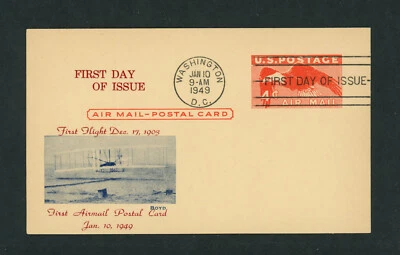 FIRST DAY
OF ISSUE
WASHINGTON
JAN 10
9-AM
1949
D.C.
U.S. POSTAGE
FIRST DAY OF ISSUE
4¢
AIR MAIL
AIR MAIL-POSTAL CARD
First Flight Dec. 17, 1903
BOYD
First Airmail Postal Card
Jan. 10, 1949